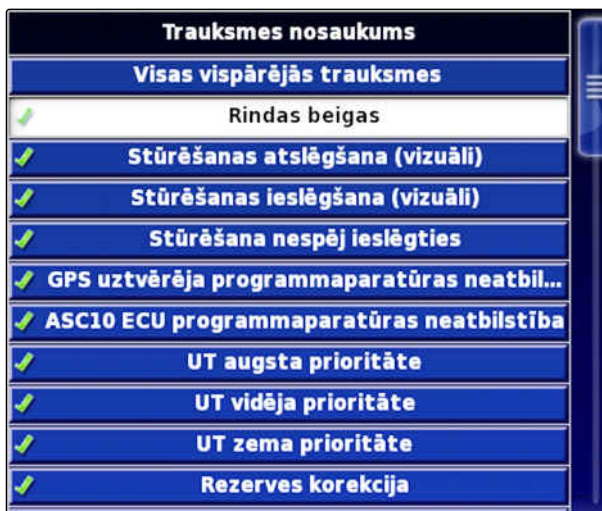 Trauksmes nosaukums
Visas vispārējās trauksmes
Rindas beigas
Stūrēšanas atslēgšana (vizuāli)
Stūrēšanas ieslēgšana (vizuāli)
Stūrēšana nespēj ieslēgties
GPS uztvērēja programmaparatūras neatbil...
ASC10 ECU programmaparatūras neatbilstība
UT augsta prioritāte
UT vidēja prioritāte
UT zema prioritāte
Rezerves korekcija